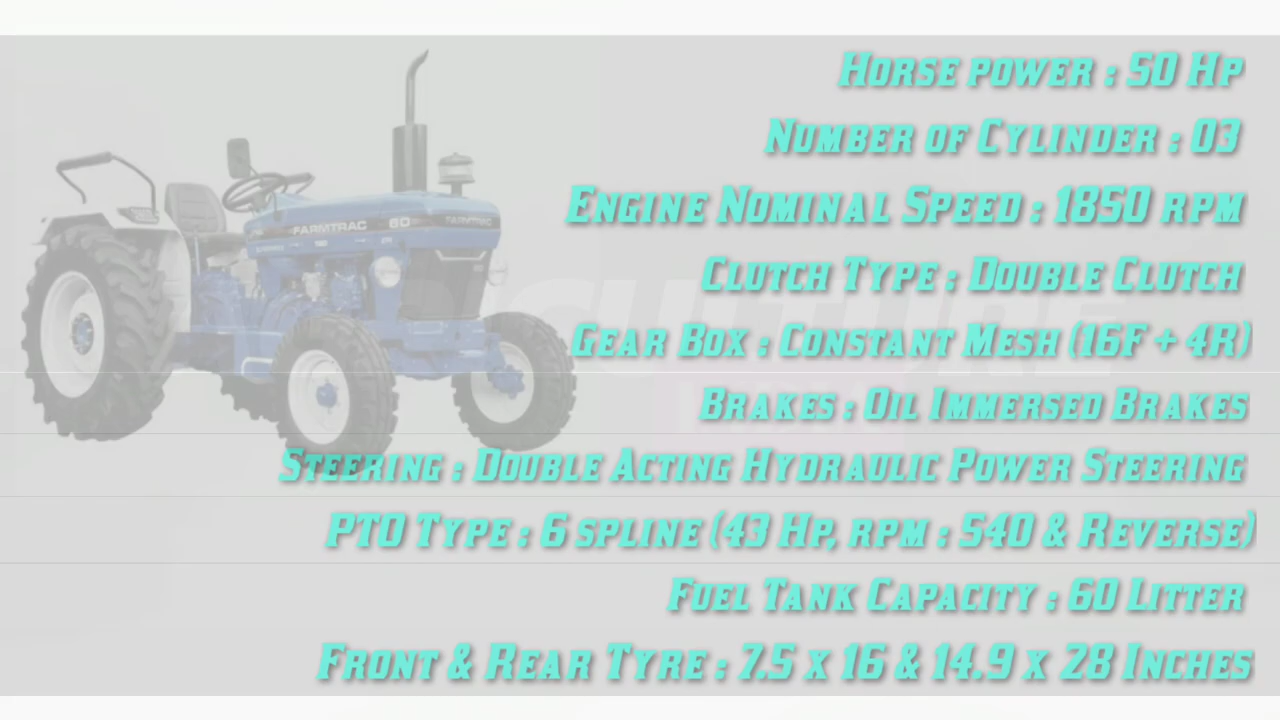 Horse power : 50 Hp
Number of Cylinder : 03
Engine Nominal Speed : 1850 rpm
Clutch Type : Double Clutch
Gear Box : Constant Mesh (16F + 4R)
Brakes : Oil Immersed Brakes
Steering : Double Acting Hydraulic Power Steering
PTO Type : 6 spline (43 Hp, rpm : 540 & Reverse)
Fuel Tank Capacity : 60 Litter
Front & Rear Tyre : 7.5 x 16 & 14.9 x 28 Inches
FARMTRAC 60
FARMTRAC